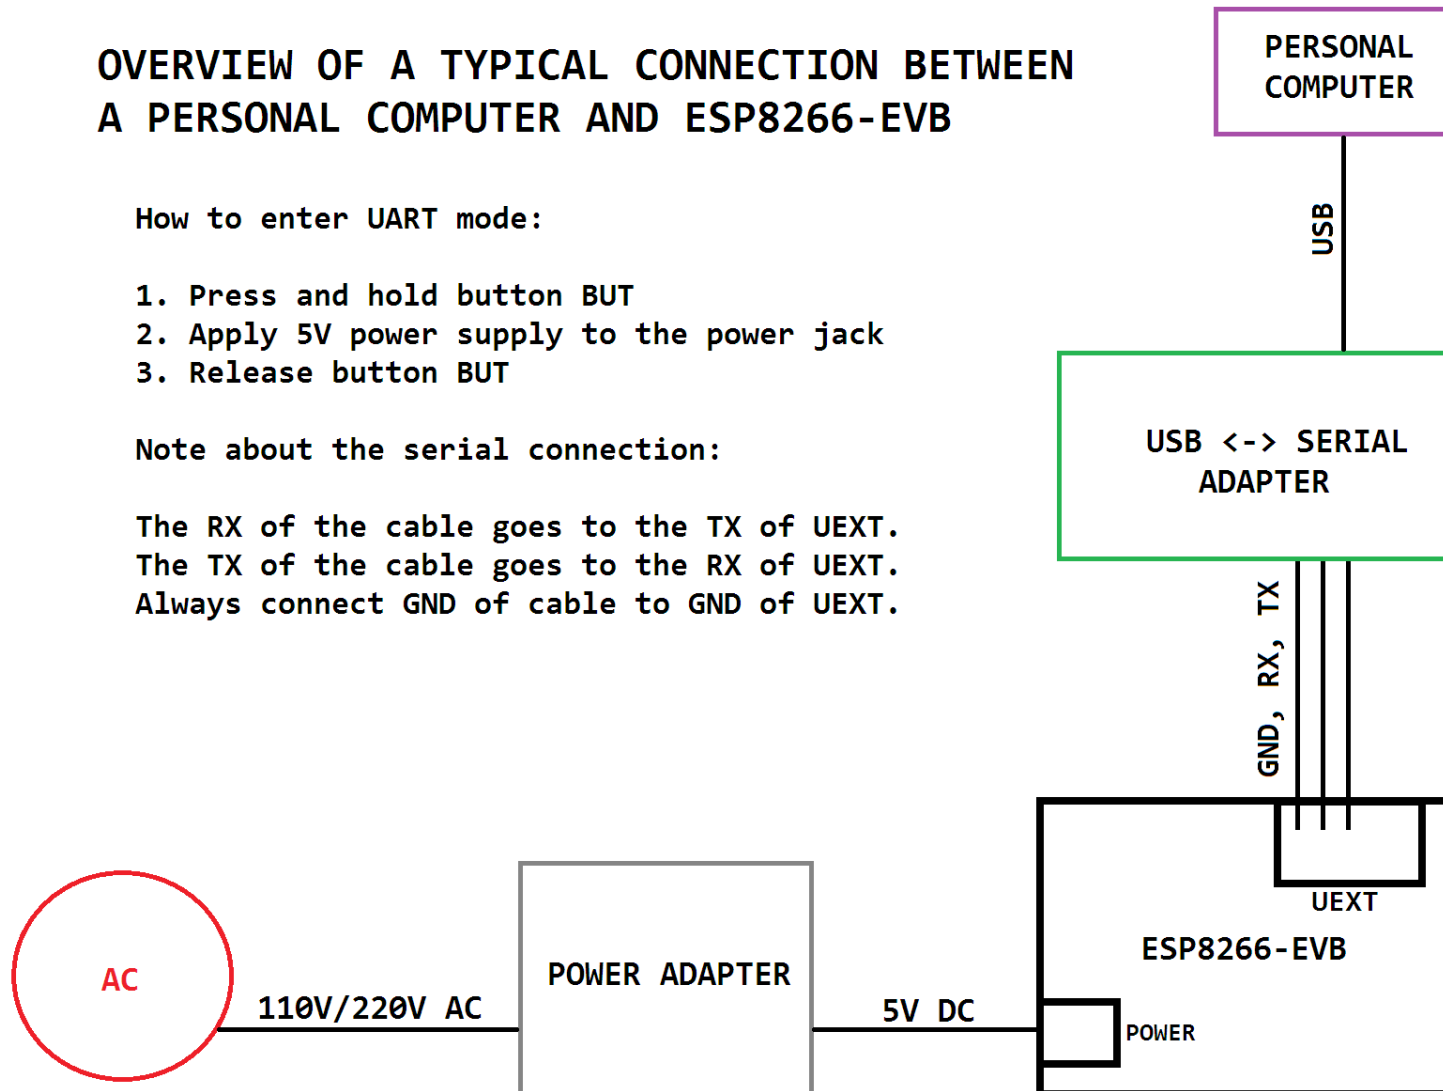 OVERVIEW OF A TYPICAL CONNECTION BETWEEN
A PERSONAL COMPUTER AND ESP8266-EVB
How to enter UART mode:
1. Press and hold button BUT
2. Apply 5V power supply to the power jack
3. Release button BUT
Note about the serial connection:
The RX of the cable goes to the TX of UEXT.
The TX of the cable goes to the RX of UEXT.
Always connect GND of cable to GND of UEXT.
PERSONAL
COMPUTER
USB
USB <-> SERIAL
ADAPTER
GND, RX, TX
UEXT
ESP8266-EVB
POWER
AC
110V/220V AC
POWER ADAPTER
5V DC